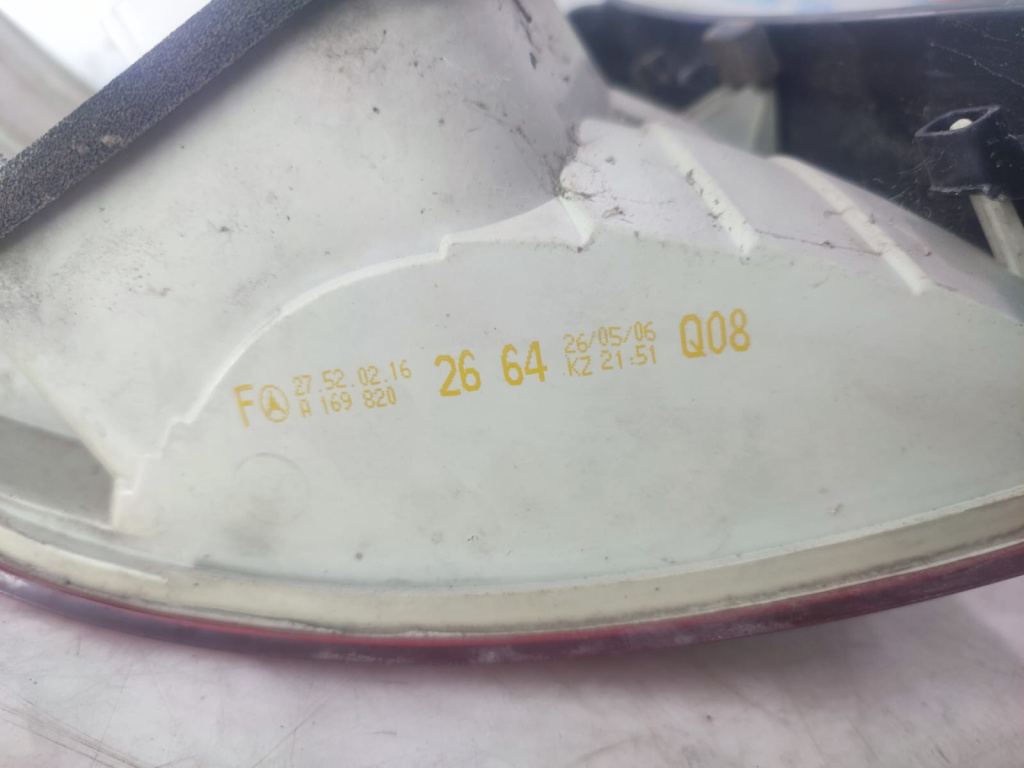 F 27.52.02.16 26 64 26/05/06 Q08
A 169 820 KZ 21:51